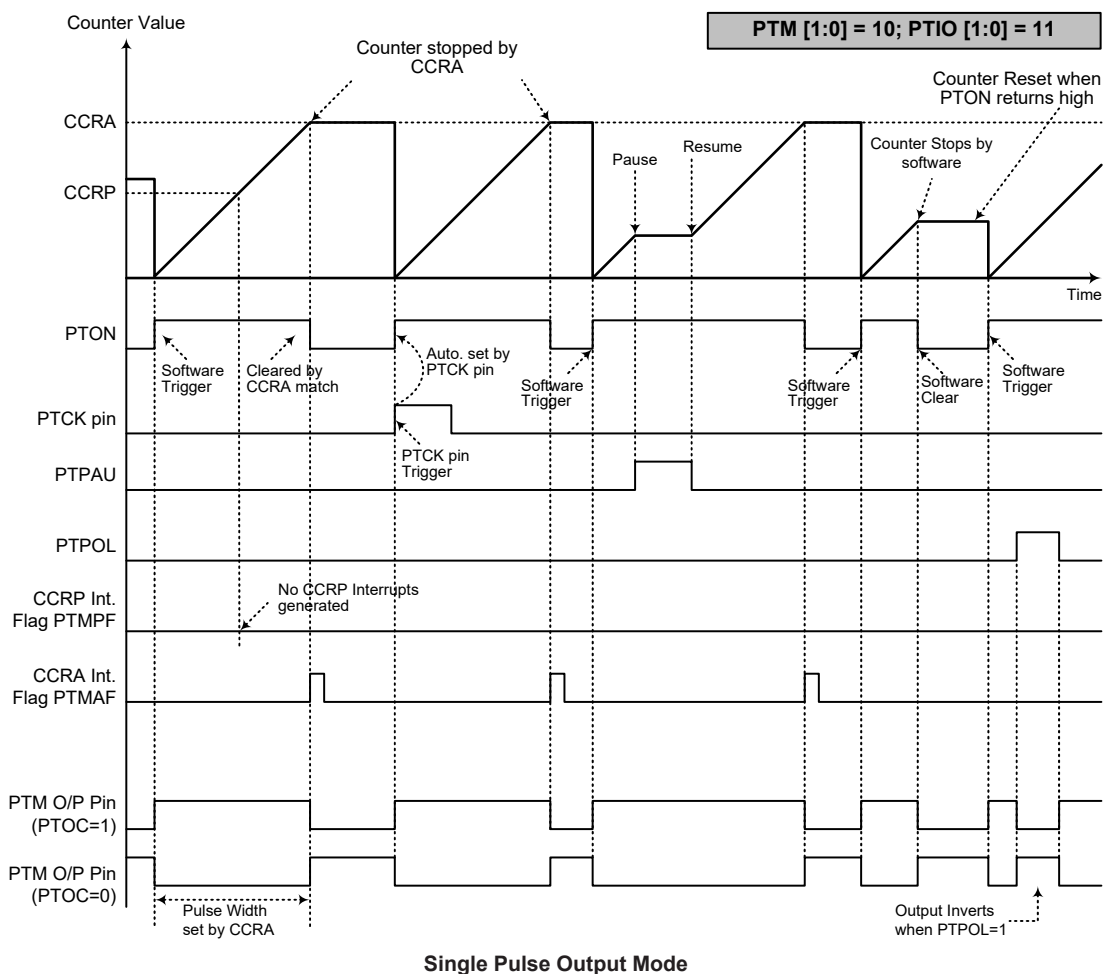 Counter Value
PTM [1:0] = 10; PTIO [1:0] = 11
Counter stopped by
CCRA
Counter Reset when
PTON returns high
CCRA
Pause
Resume
Counter Stops by
software
CCRP
Time
PTON
Software
Trigger
Cleared by
CCRA match
Auto. set by
PTCK pin
Software
Trigger
Software
Trigger
Software
Clear
Software
Trigger
PTCK pin
PTCK pin
Trigger
PTPAU
PTPOL
CCRP Int.
Flag PTMPF
No CCRP Interrupts
generated
CCRA Int.
Flag PTMAF
PTM O/P Pin
(PTOC=1)
PTM O/P Pin
(PTOC=0)
Pulse Width
set by CCRA
Output Inverts
when PTPOL=1
Single Pulse Output Mode